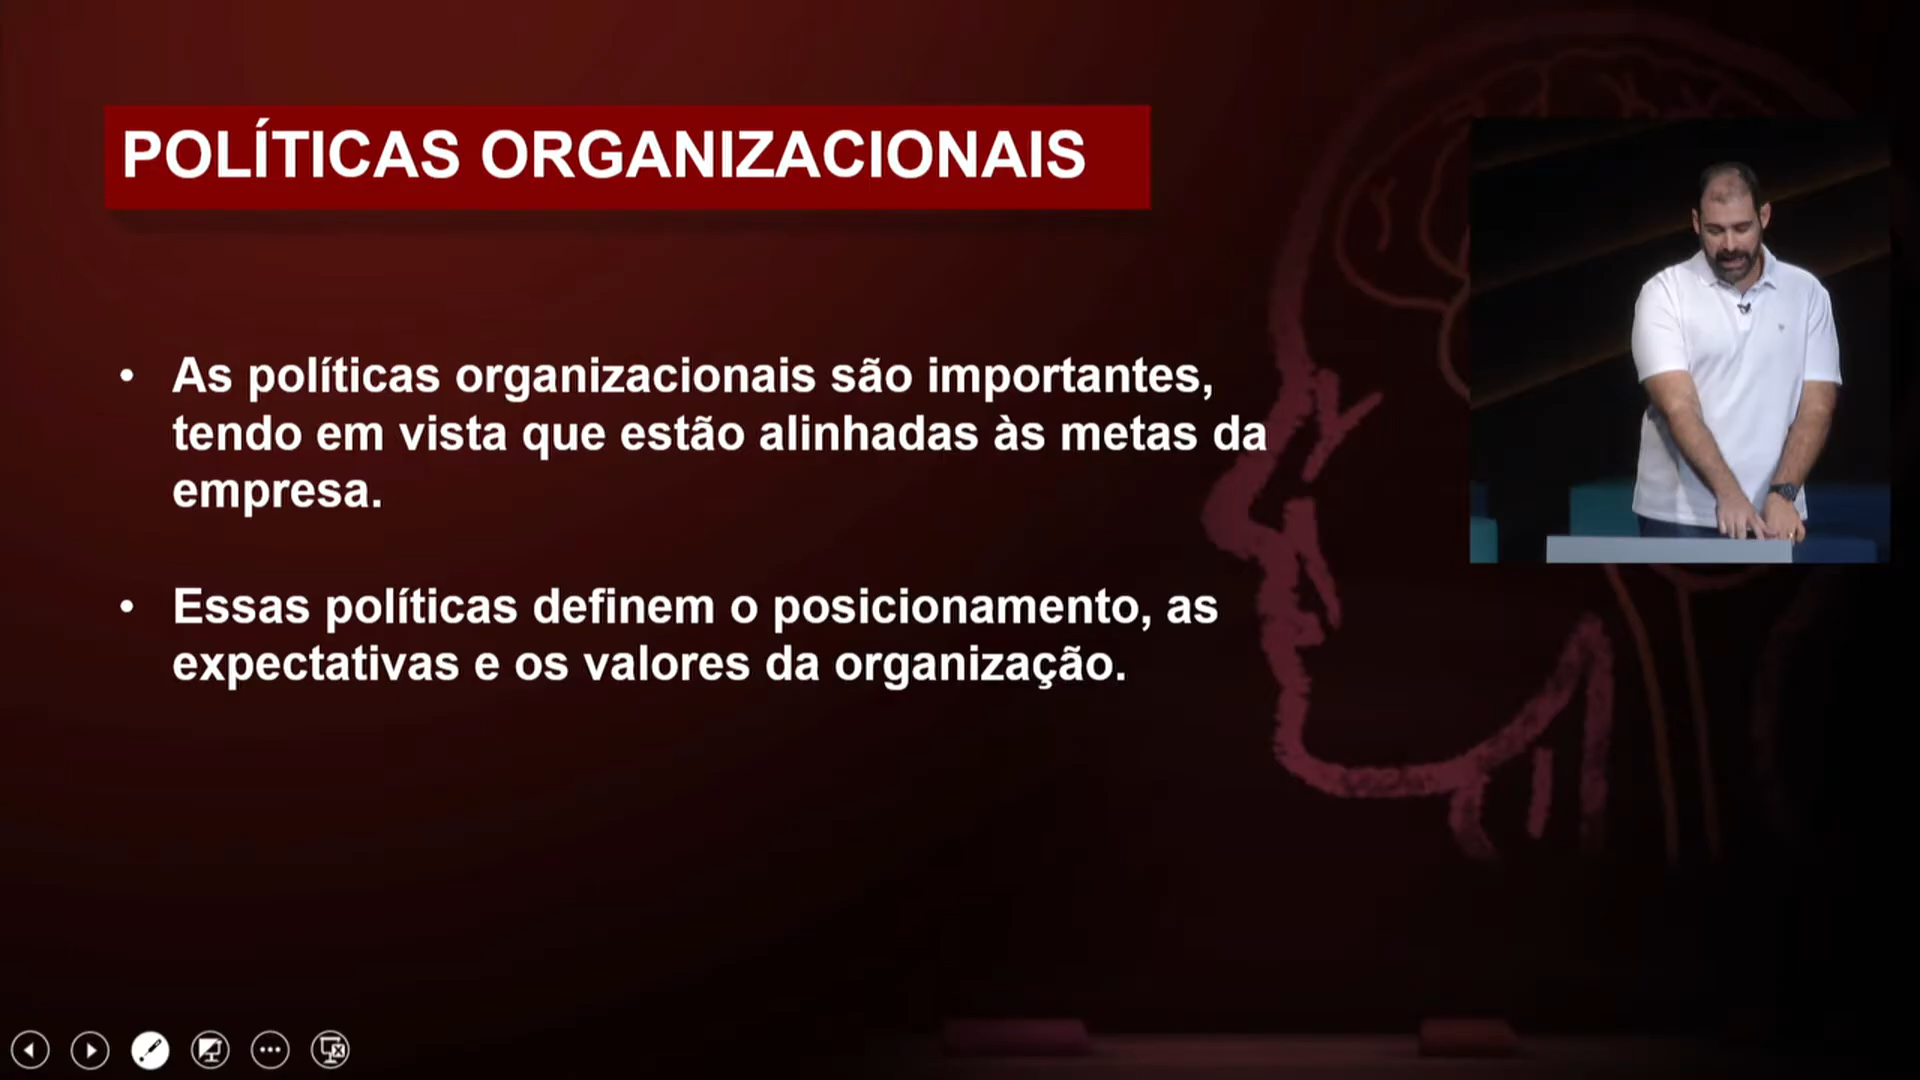 POLÍTICAS ORGANIZACIONAIS
• As políticas organizacionais são importantes,
tendo em vista que estão alinhadas às metas da
empresa.
• Essas políticas definem o posicionamento, as
expectativas e os valores da organização.